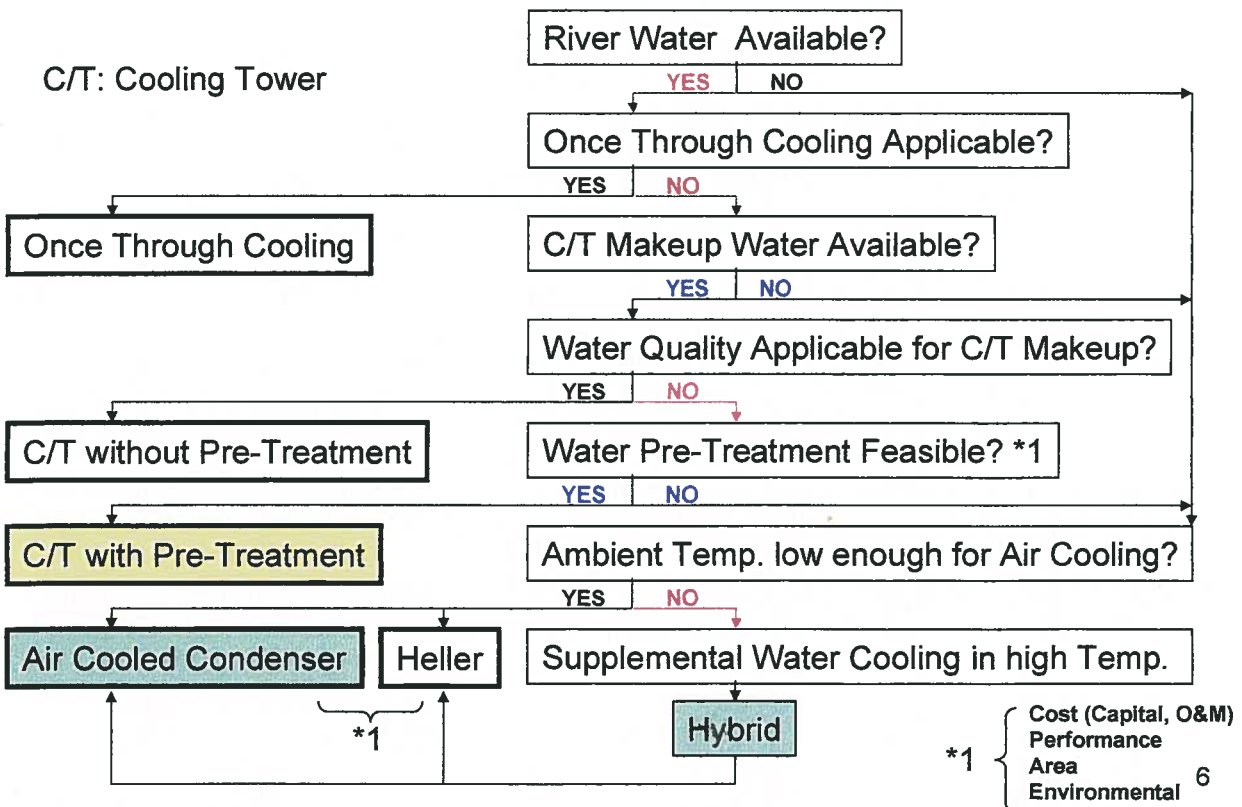 River Water Available?
C/T: Cooling Tower
YES NO
Once Through Cooling Applicable?
YES NO
Once Through Cooling
C/T Makeup Water Available?
YES NO
Water Quality Applicable for C/T Makeup?
YES NO
C/T without Pre-Treatment
Water Pre-Treatment Feasible? *1
YES NO
C/T with Pre-Treatment
Ambient Temp. low enough for Air Cooling?
YES NO
Air Cooled Condenser
Heller
Supplemental Water Cooling in high Temp.
*1
Hybrid
*1
Cost (Capital, O&M)
Performance
Area
Environmental
6